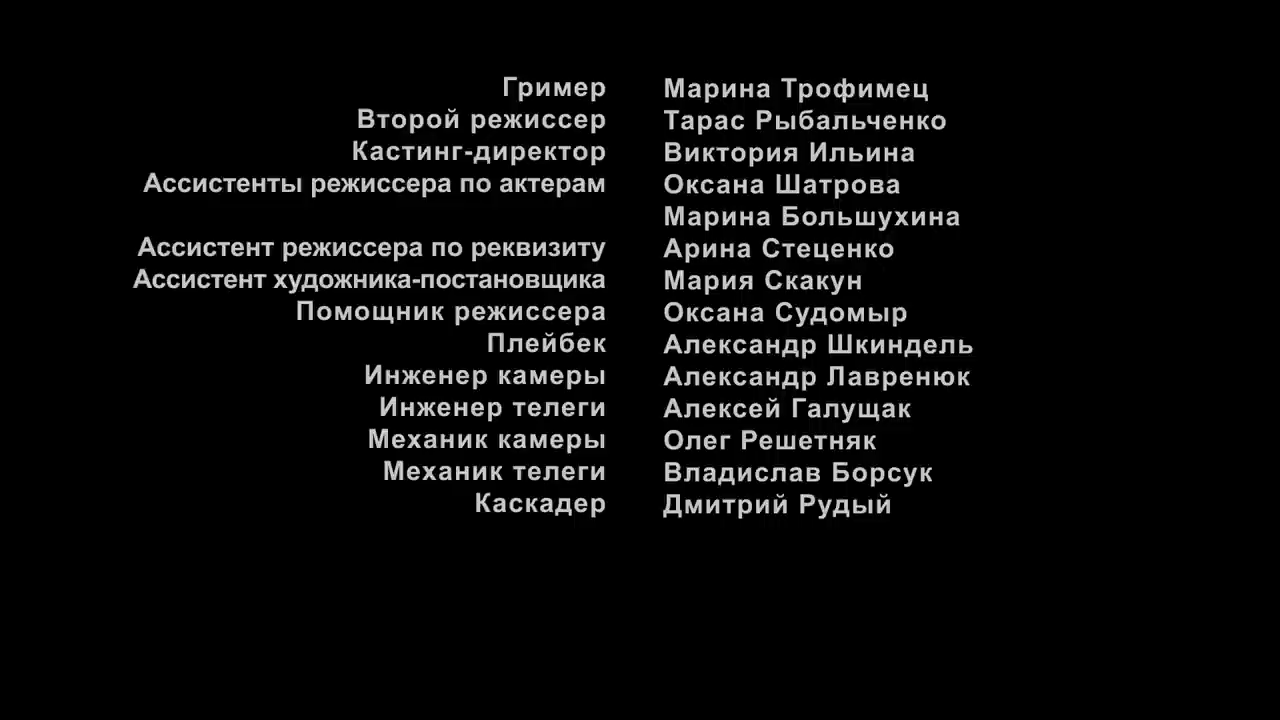 Гример Марина Трофимец
Второй режиссер Тарас Рыбальченко
Кастинг-директор Виктория Ильина
Ассистенты режиссера по актерам Оксана Шатрова
Марина Большухина
Ассистент режиссера по реквизиту Арина Стеценко
Ассистент художника-постановщика Мария Скакун
Помощник режиссера Оксана Судомыр
Плейбек Александр Шкиндель
Инженер камеры Александр Лавренюк
Инженер телеги Алексей Галущак
Механик камеры Олег Решетняк
Механик телеги Владислав Борсук
Каскадер Дмитрий Рудый